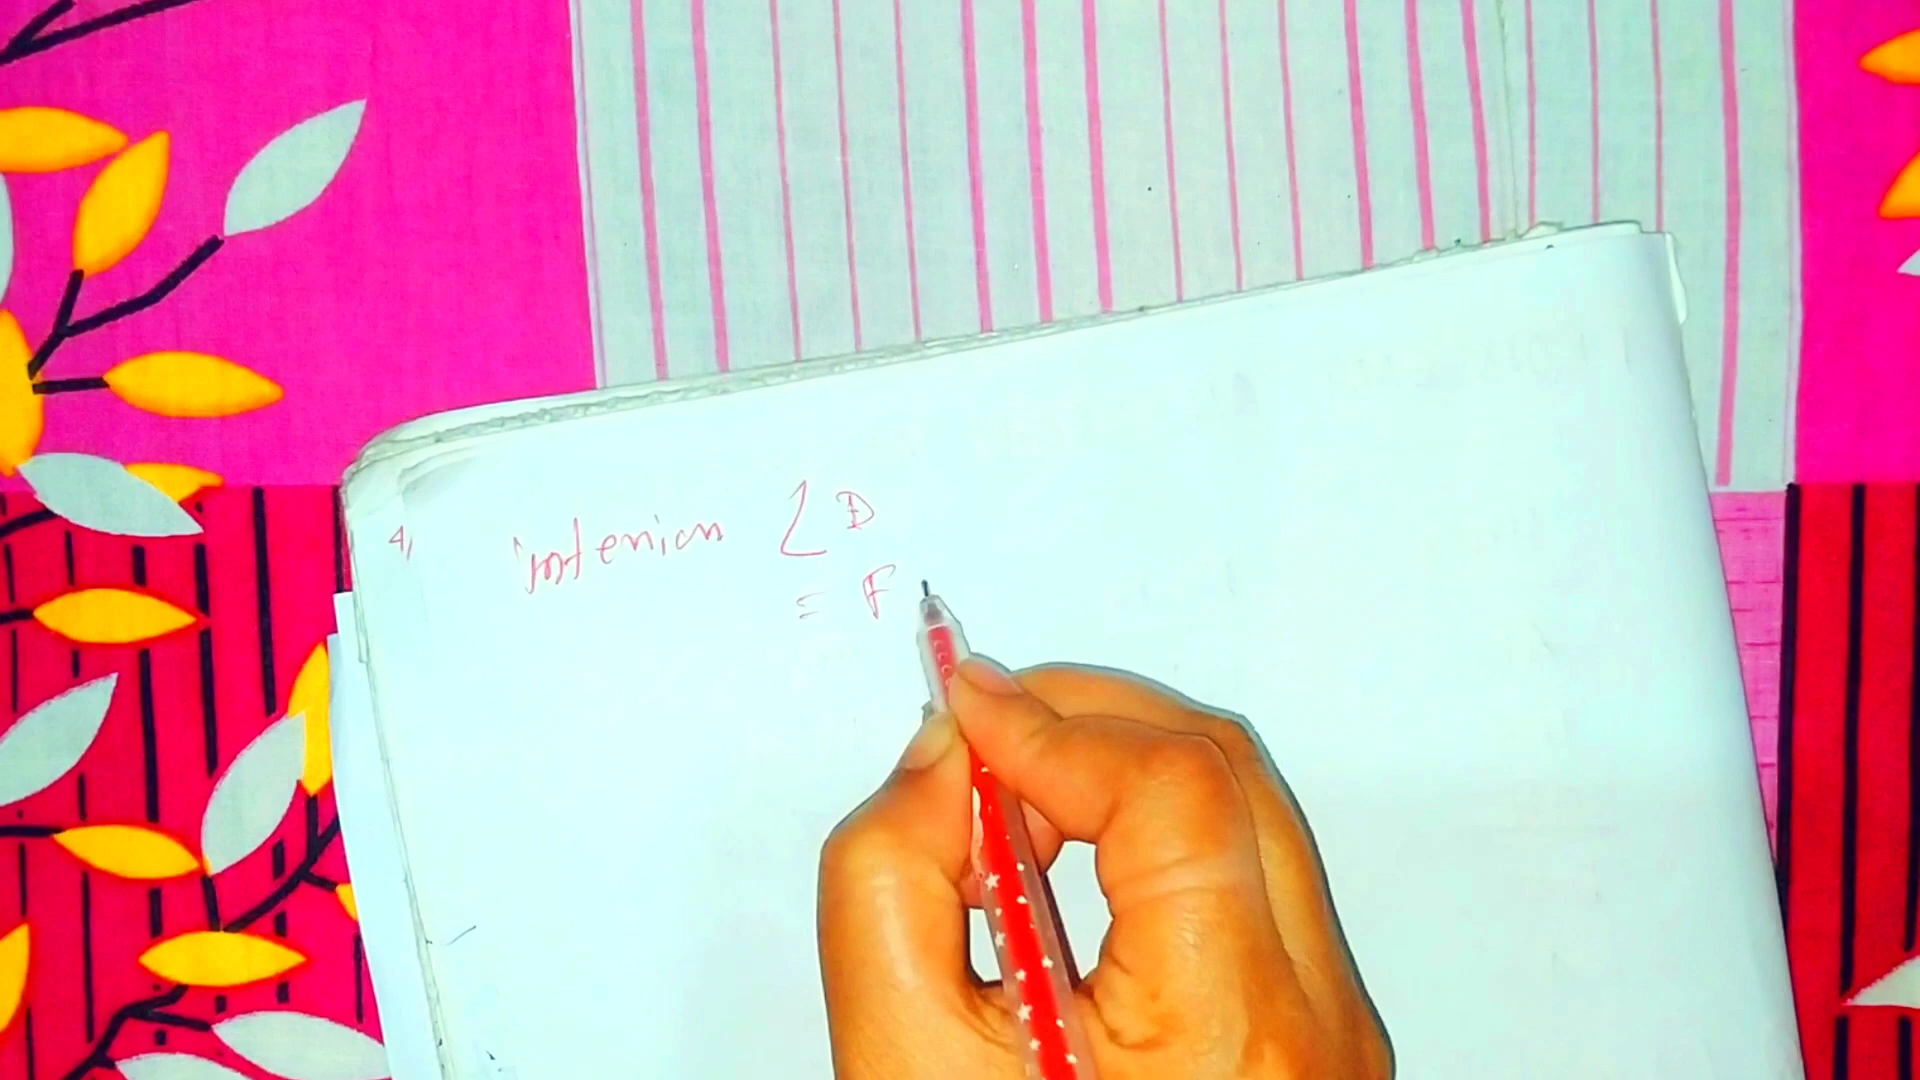 4, interior ∠D
= F